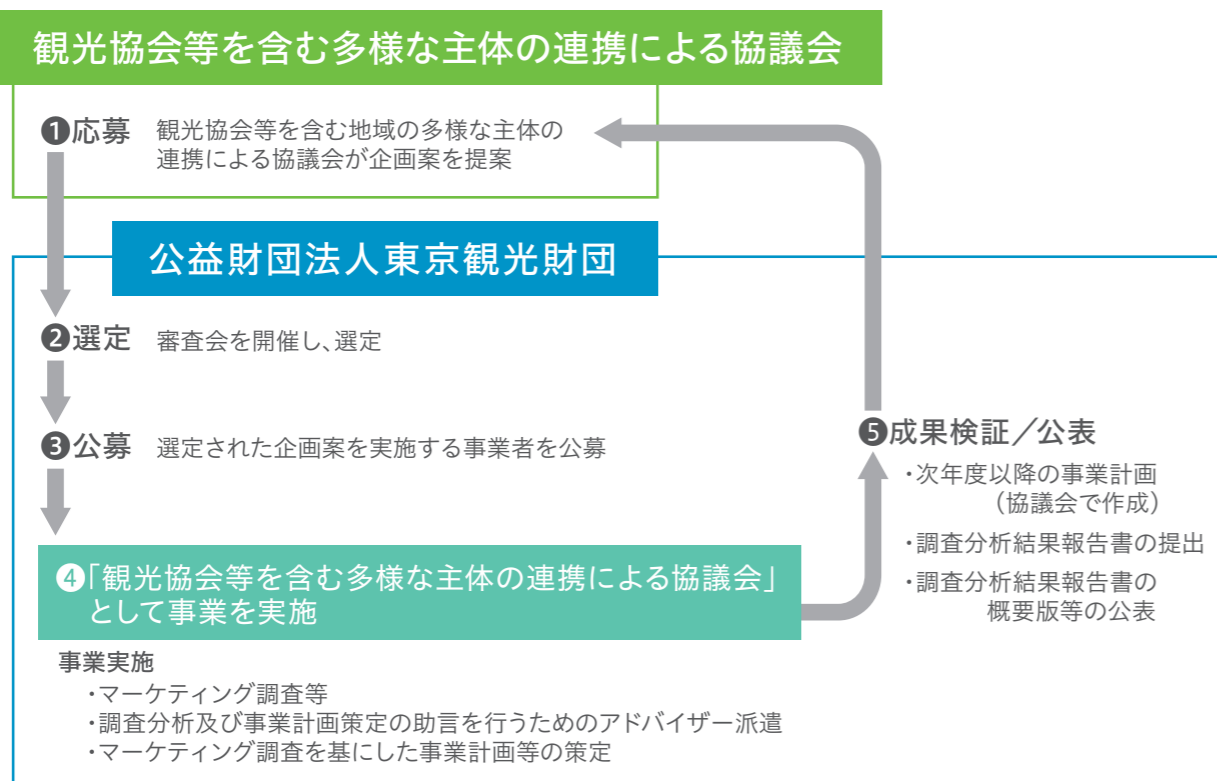 観光協会等を含む多様な主体の連携による協議会
❶応募
観光協会等を含む地域の多様な主体の
連携による協議会が企画案を提案
公益財団法人東京観光財団
❷選定
審査会を開催し、選定
❸公募
選定された企画案を実施する事業者を公募
❹「観光協会等を含む多様な主体の連携による協議会」
として事業を実施
事業実施
・マーケティング調査等
・調査分析及び事業計画策定の助言を行うためのアドバイザー派遣
・マーケティング調査を基にした事業計画等の策定
❺成果検証／公表
・次年度以降の事業計画
（協議会で作成）
・調査分析結果報告書の提出
・調査分析結果報告書の
概要版等の公表